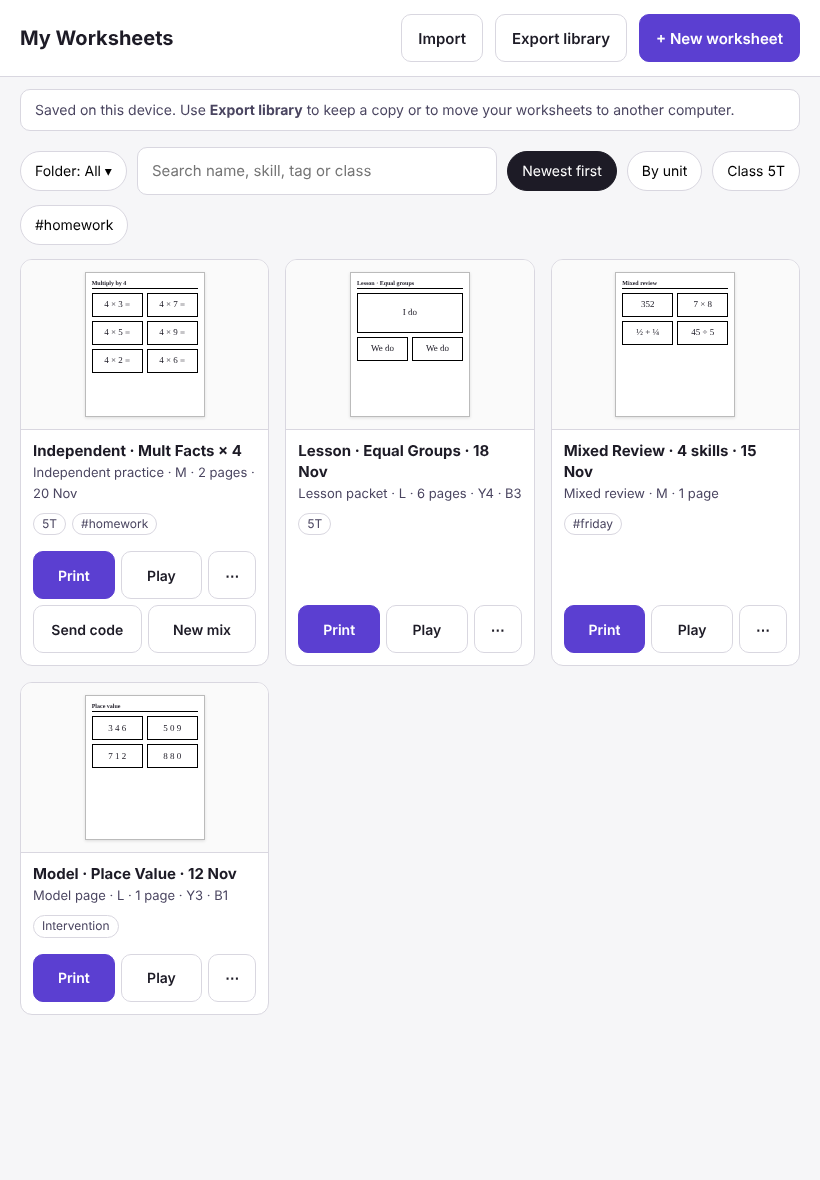 My Worksheets
Import
Export library
+ New worksheet
Saved on this device. Use Export library to keep a copy or to move your worksheets to another computer.
Folder: All ▾
Search name, skill, tag or class
Newest first
By unit
Class 5T
#homework
Multiply by 4
4 × 3 =
4 × 7 =
4 × 5 =
4 × 9 =
4 × 2 =
4 × 6 =
Independent · Mult Facts × 4
Independent practice · M · 2 pages ·
20 Nov
5T
#homework
Print
Play
···
Send code
New mix
Lesson · Equal groups
I do
We do
We do
Lesson · Equal Groups · 18
Nov
Lesson packet · L · 6 pages · Y4 · B3
5T
Print
Play
···
Mixed review
352
7 × 8
½ + ¼
45 ÷ 5
Mixed Review · 4 skills · 15
Nov
Mixed review · M · 1 page
#friday
Print
Play
···
Place value
3 4 6
5 0 9
7 1 2
8 8 0
Model · Place Value · 12 Nov
Model page · L · 1 page · Y3 · B1
Intervention
Print
Play
···